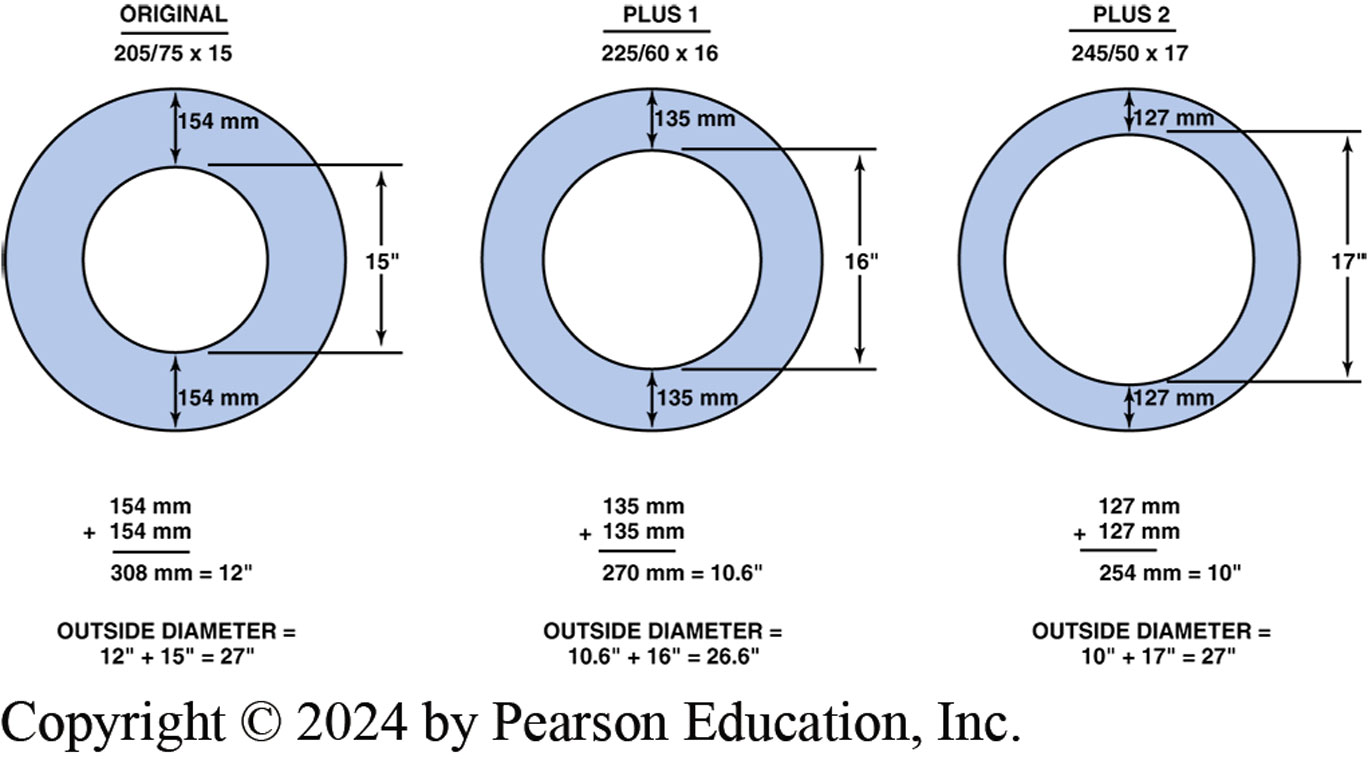 ORIGINAL
205/75 x 15
154 mm
15"
154 mm
154 mm
+ 154 mm
308 mm = 12"
OUTSIDE DIAMETER =
12" + 15" = 27"
PLUS 1
225/60 x 16
135 mm
16"
135 mm
135 mm
+ 135 mm
270 mm = 10.6"
OUTSIDE DIAMETER =
10.6" + 16" = 26.6"
PLUS 2
245/50 x 17
127 mm
17"
127 mm
127 mm
+ 127 mm
254 mm = 10"
OUTSIDE DIAMETER =
10" + 17" = 27"
Copyright © 2024 by Pearson Education, Inc.